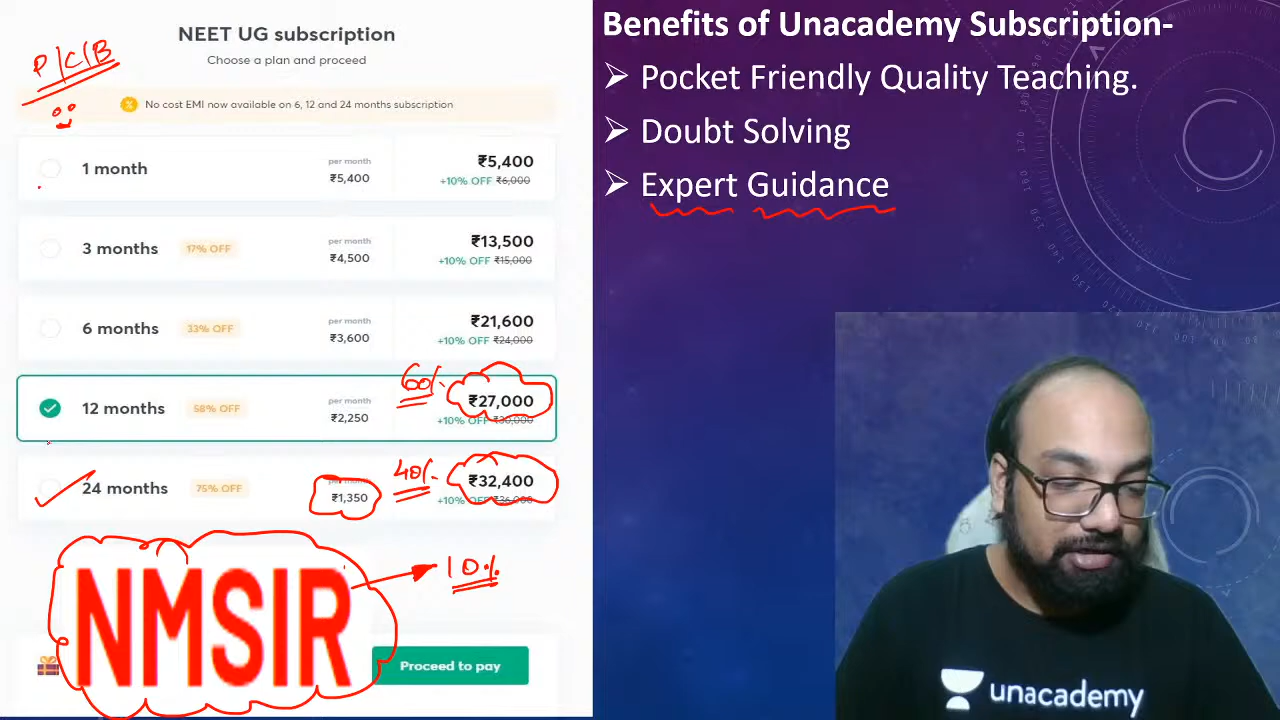 NEET UG subscription
Choose a plan and proceed
P/C/B
No cost EMI now available on 6, 12 and 24 months subscription
1 month
per month
₹5,400
₹5,400
+10% OFF ₹6,000
3 months
17% OFF
per month
₹4,500
₹13,500
+10% OFF ₹15,000
6 months
33% OFF
per month
₹3,600
₹21,600
+10% OFF ₹24,000
60%
12 months
58% OFF
per month
₹2,250
₹27,000
+10% OFF ₹30,000
40%
24 months
75% OFF
per month
₹1,350
₹32,400
+10% OFF ₹36,000
NMSIR
10%
Proceed to pay
Benefits of Unacademy Subscription-
➤ Pocket Friendly Quality Teaching.
➤ Doubt Solving
➤ Expert Guidance
unacademy